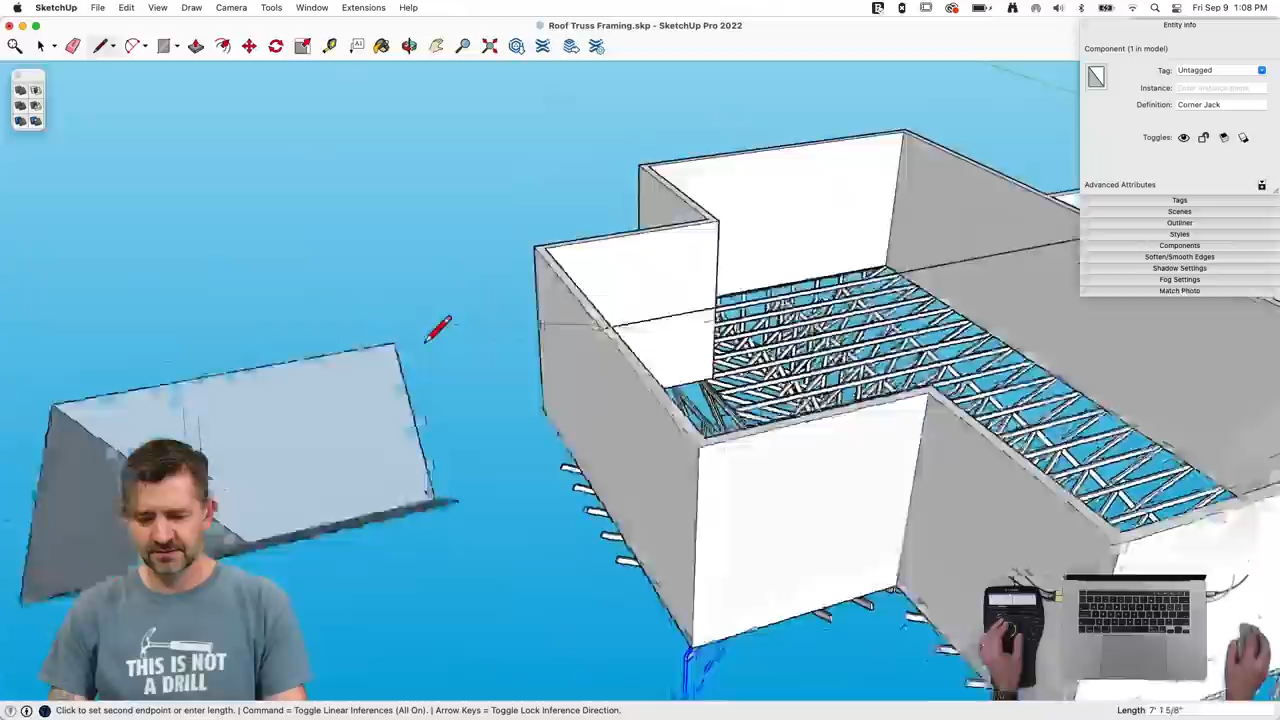 SketchUp File Edit View Draw Camera Tools Window Extensions Help
Fri Sep 9 1:08 PM
Roof Truss Framing.skp - SketchUp Pro 2022
Entity Info
Component (1 in model)
Tag: Untagged
Instance:
Definition: Corner Jack
Toggles:
Advanced Attributes
Tags
Scenes
Outliner
Styles
Components
Soften/Smooth Edges
Shadow Settings
Fog Settings
Match Photo
THIS IS NOT
A DRILL
Click to set second endpoint or enter length. | Command = Toggle Linear Inferences (All On). | Arrow Keys = Toggle Lock Inference Direction.
Length 7' 1 5/8"